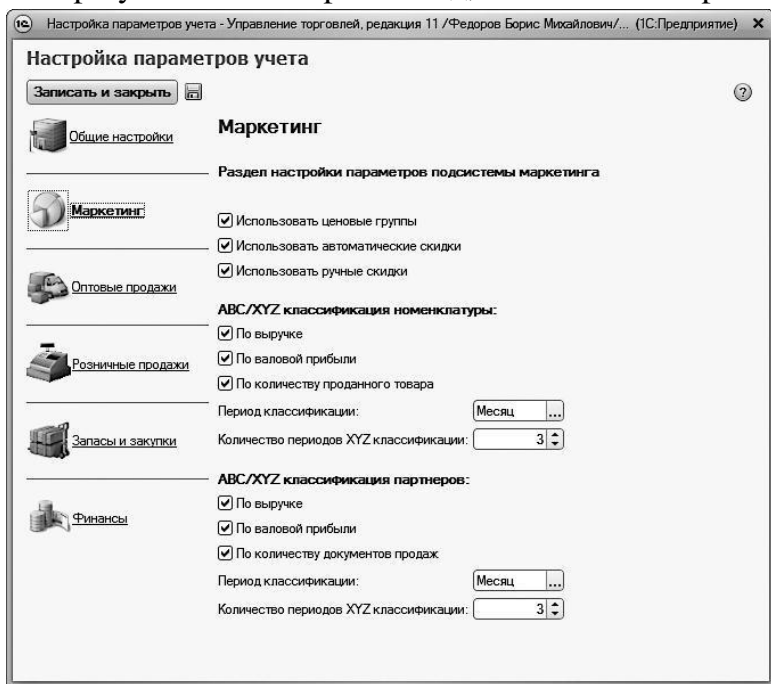 Настройка параметров учета - Управление торговлей, редакция 11 /Федоров Борис Михайлович/... (1С:Предприятие)
Настройка параметров учета
Записать и закрыть
Общие настройки
Маркетинг
Оптовые продажи
Розничные продажи
Запасы и закупки
Финансы
Маркетинг
Раздел настройки параметров подсистемы маркетинга
Использовать ценовые группы
Использовать автоматические скидки
Использовать ручные скидки
ABC/XYZ классификация номенклатуры:
По выручке
По валовой прибыли
По количеству проданного товара
Период классификации: Месяц ...
Количество периодов XYZ классификации: 3
ABC/XYZ классификация партнеров:
По выручке
По валовой прибыли
По количеству документов продаж
Период классификации: Месяц ...
Количество периодов XYZ классификации: 3